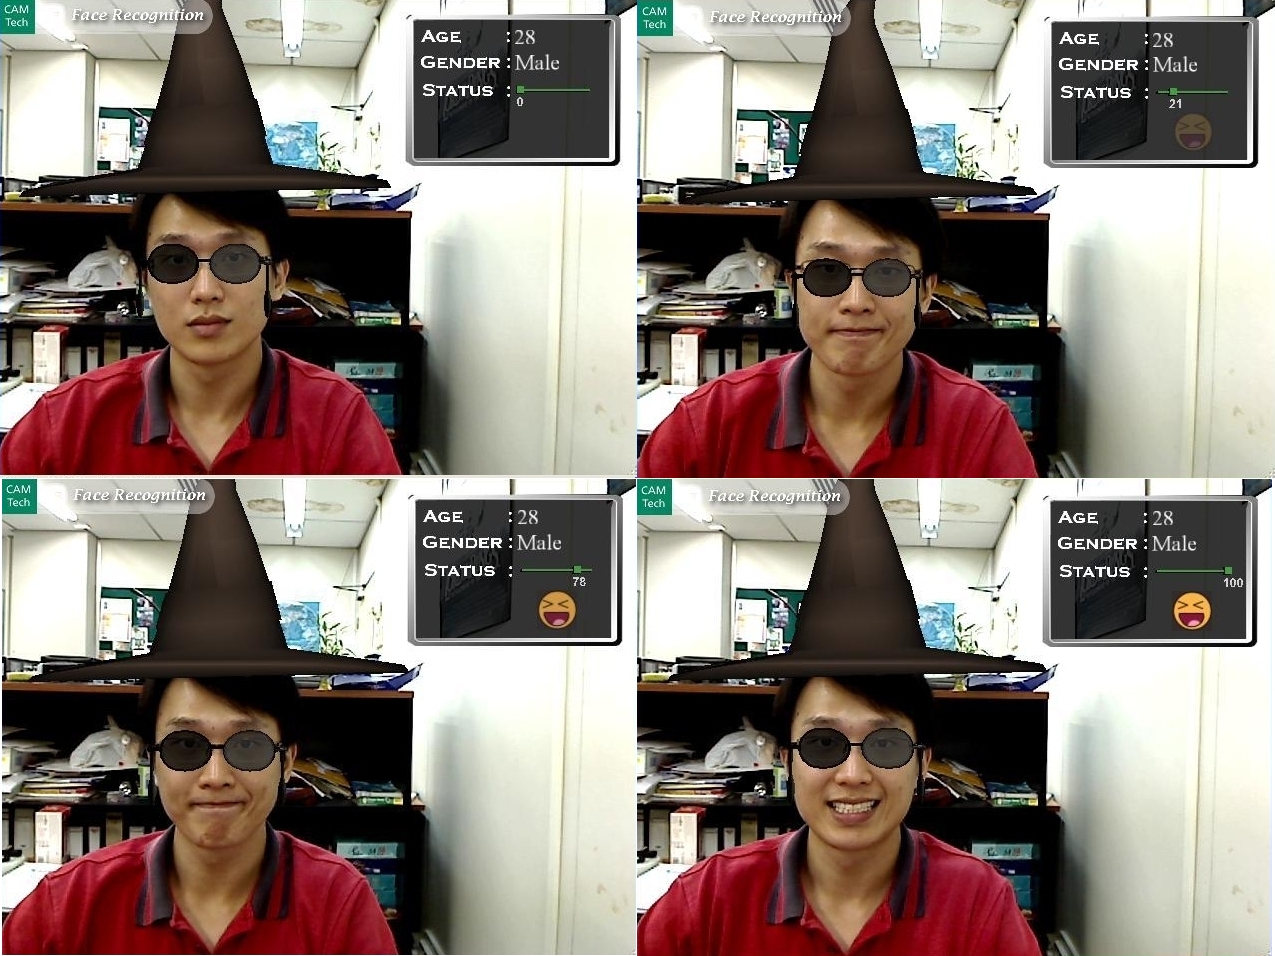 CAM
Tech
Face Recognition
AGE : 28
GENDER : Male
STATUS :
0
CAM
Tech
Face Recognition
AGE : 28
GENDER : Male
STATUS :
21
CAM
Tech
Face Recognition
AGE : 28
GENDER : Male
STATUS :
78
CAM
Tech
Face Recognition
AGE : 28
GENDER : Male
STATUS :
100